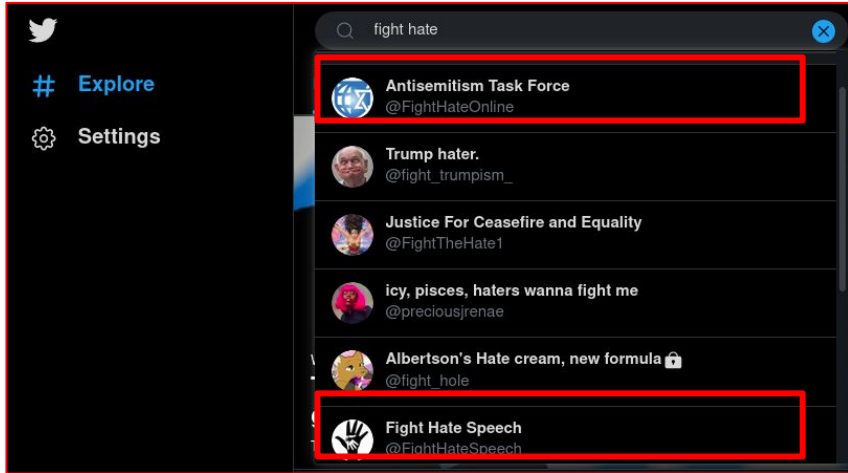 fight hate
Explore
Settings
Antisemitism Task Force
@FightHateOnline
Trump hater.
@fight_trumpism_
Justice For Ceasefire and Equality
@FightTheHate1
icy, pisces, haters wanna fight me
@preciousjrenae
Albertson's Hate cream, new formula
@fight_hole
Fight Hate Speech
@FightHateSpeech